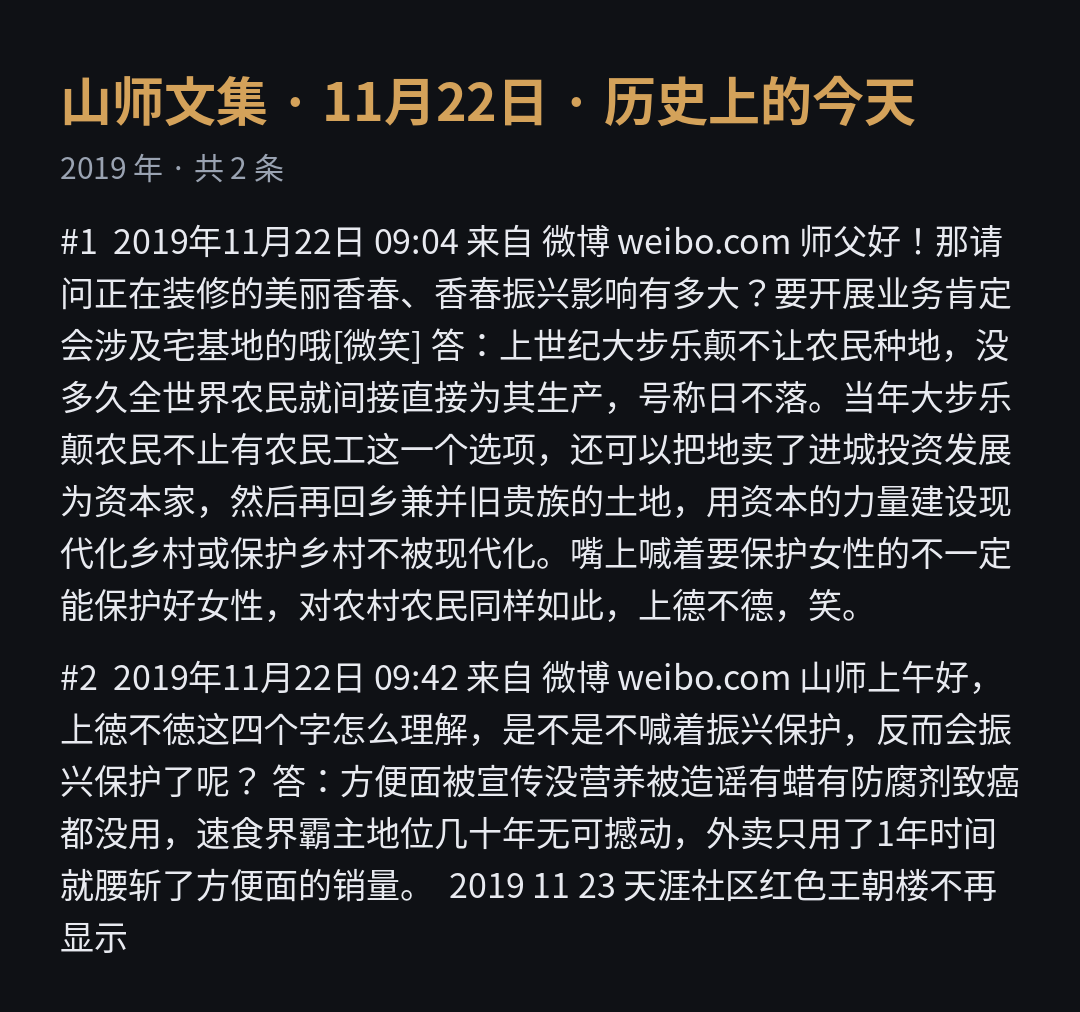 山师文集 · 11月22日 · 历史上的今天
2019 年 · 共 2 条
#1 2019年11月22日 09:04 来自 微博 weibo.com 师父好！那请
问正在装修的美丽香春、香春振兴影响有多大？要开展业务肯定
会涉及宅基地的哦[微笑] 答：上世纪大步乐颠不让农民种地，没
多久全世界农民就间接直接为其生产，号称日不落。当年大步乐
颠农民不止有农民工这一个选项，还可以把地卖了进城投资发展
为资本家，然后再回乡兼并旧贵族的土地，用资本的力量建设现
代化乡村或保护乡村不被现代化。嘴上喊着要保护女性的不一定
能保护好女性，对农村农民同样如此，上德不德，笑。
#2 2019年11月22日 09:42 来自 微博 weibo.com 山师上午好，
上德不德这四个字怎么理解，是不是不喊着振兴保护，反而会振
兴保护了呢？ 答：方便面被宣传没营养被造谣有蜡有防腐剂致癌
都没用，速食界霸主地位几十年无可撼动，外卖只用了1年时间
就腰斩了方便面的销量。 2019 11 23 天涯社区红色王朝楼不再
显示